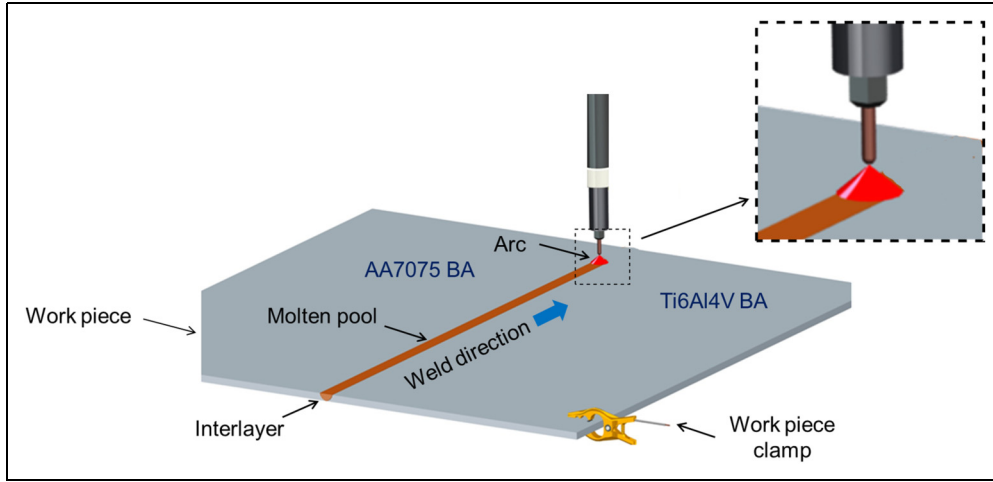 Arc
AA7075 BA
Ti6Al4V BA
Work piece
Molten pool
Weld direction
Interlayer
Work piece
clamp